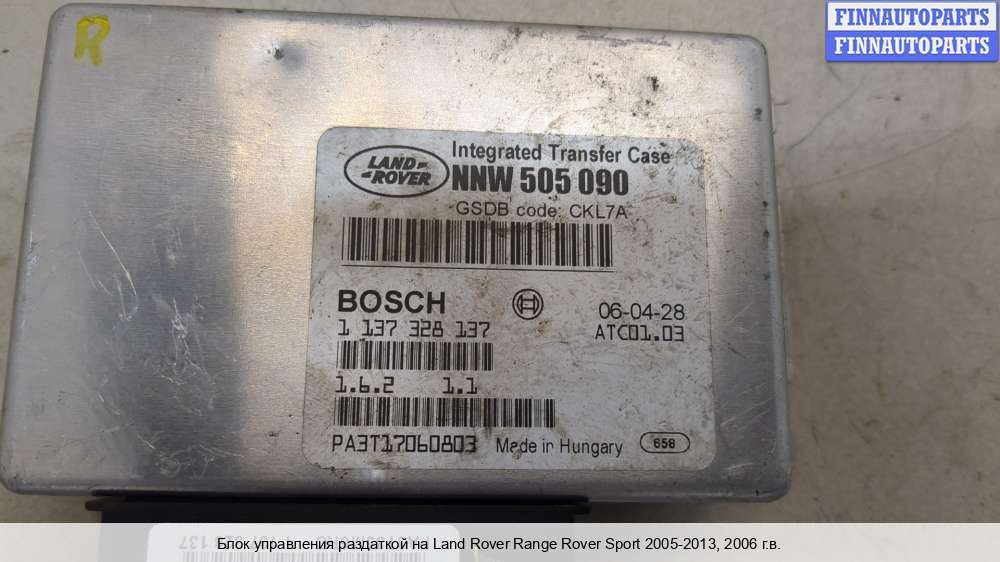 FINNAUTOPARTS
FINNAUTOPARTS
R
LAND ROVER
Integrated Transfer Case
NNW 505 090
GSDB code: CKL7A
BOSCH
06-04-28
1 137 328 137
ATC01.03
1.6.2 1.1
PA3T17060803
Made in Hungary
658
Блок управления раздаткой на Land Rover Range Rover Sport 2005-2013, 2006 г.в.